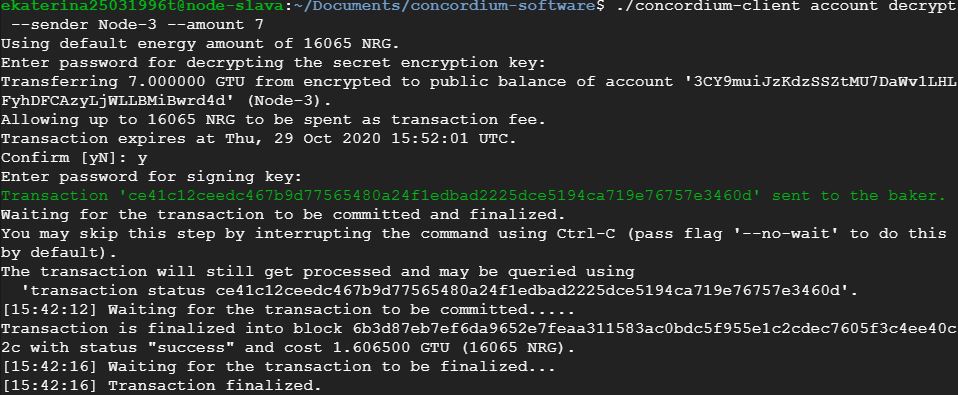 ekaterina25031996t@node-slava:~/Documents/concordium-software$ ./concordium-client account decrypt
 --sender Node-3 --amount 7
Using default energy amount of 16065 NRG.
Enter password for decrypting the secret encryption key:
Transferring 7.000000 GTU from encrypted to public balance of account '3CY9muiJzKdzSSZtMU7DaWv1LHL
FyhDFCAzyLjWLLBMiBwrd4d' (Node-3).
Allowing up to 16065 NRG to be spent as transaction fee.
Transaction expires at Thu, 29 Oct 2020 15:52:01 UTC.
Confirm [yN]: y
Enter password for signing key:
Transaction 'ce41c12ceedc467b9d77565480a24f1edbad2225dce5194ca719e76757e3460d' sent to the baker.
Waiting for the transaction to be committed and finalized.
You may skip this step by interrupting the command using Ctrl-C (pass flag '--no-wait' to do this
by default).
The transaction will still get processed and may be queried using
  'transaction status ce41c12ceedc467b9d77565480a24f1edbad2225dce5194ca719e76757e3460d'.
[15:42:12] Waiting for the transaction to be committed.....
Transaction is finalized into block 6b3d87eb7ef6da9652e7feaa311583ac0bdc5f955e1c2cdec7605f3c4ee40c
2c with status "success" and cost 1.606500 GTU (16065 NRG).
[15:42:16] Waiting for the transaction to be finalized...
[15:42:16] Transaction finalized.